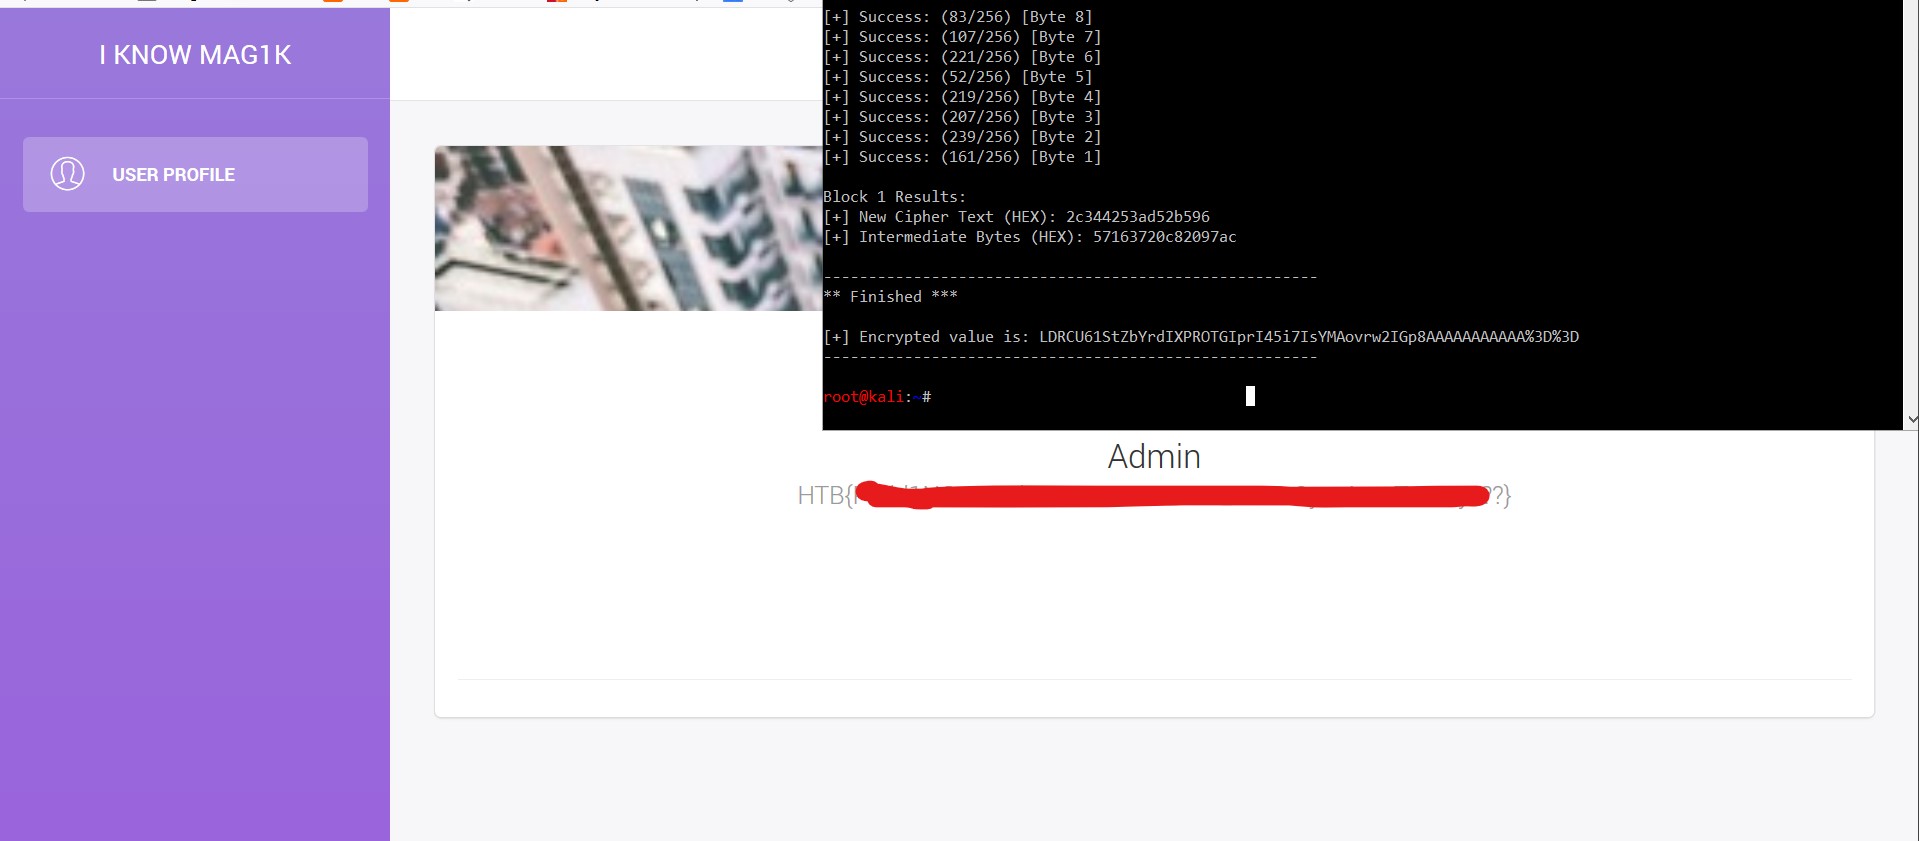 I KNOW MAG1K
USER PROFILE
[+] Success: (83/256) [Byte 8]
[+] Success: (107/256) [Byte 7]
[+] Success: (221/256) [Byte 6]
[+] Success: (52/256) [Byte 5]
[+] Success: (219/256) [Byte 4]
[+] Success: (207/256) [Byte 3]
[+] Success: (239/256) [Byte 2]
[+] Success: (161/256) [Byte 1]
Block 1 Results:
[+] New Cipher Text (HEX): 2c344253ad52b596
[+] Intermediate Bytes (HEX): 57163720c82097ac
-------------------------------------------------------
** Finished ***
[+] Encrypted value is: LDRCU61StZbYrdIXPROTGIprI45i7IsYMAovrw2IGp8AAAAAAAAAAA%3D%3D
-------------------------------------------------------
root@kali:~#
Admin
HTB{ ??}